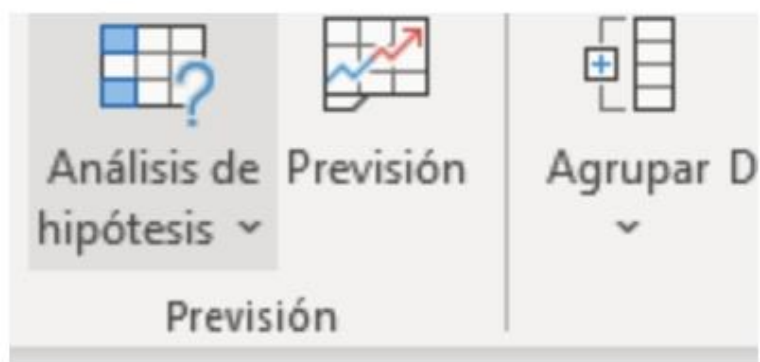 Análisis de
hipótesis
Previsión
Agrupar D
Previsión